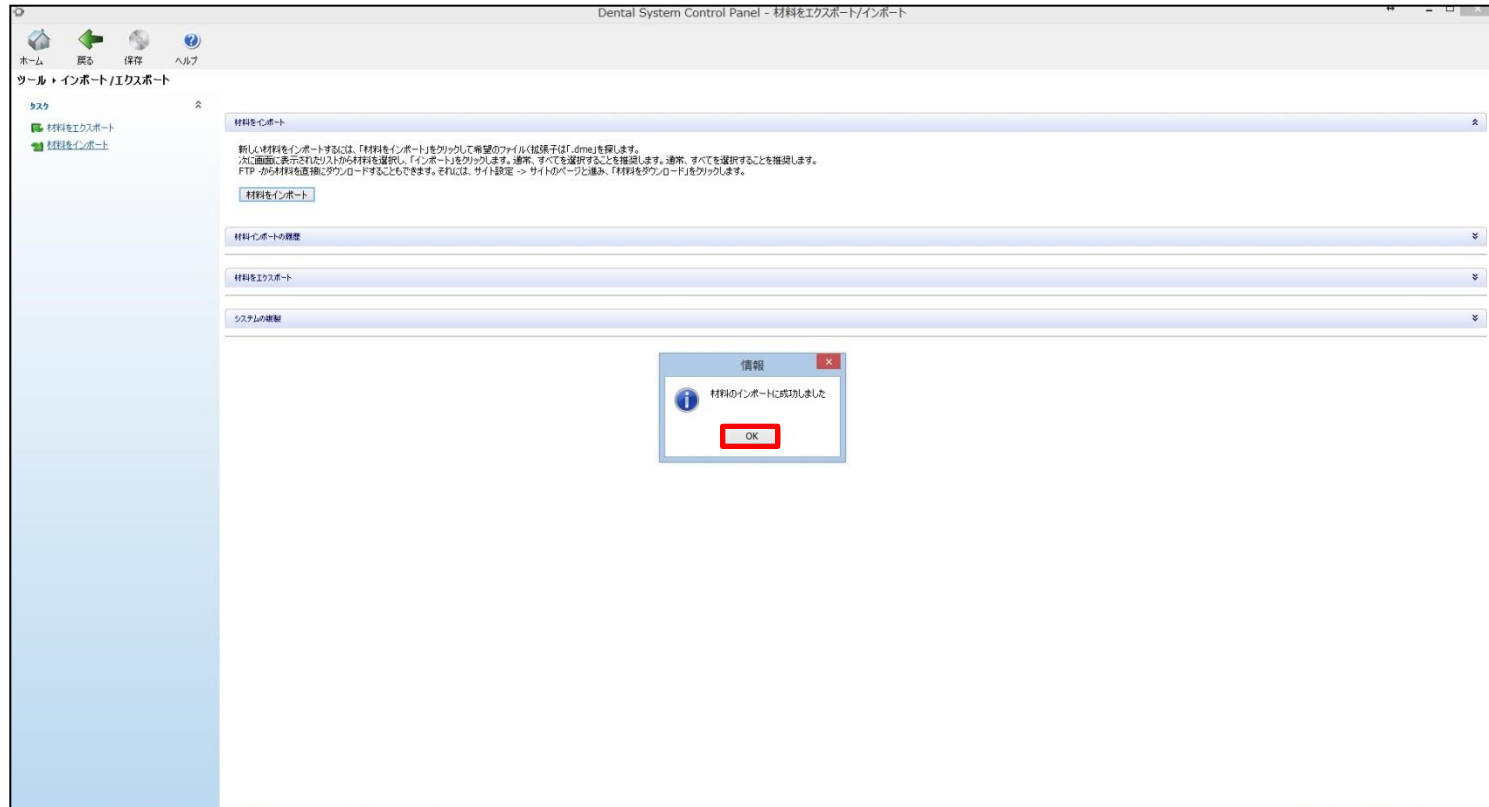 Dental System Control Panel - 材料をエクスポート/インポート
ホーム 戻る 保存 ヘルプ
ツール ▸ インポート/エクスポート
タスク
材料をエクスポート
材料をインポート
材料をインポート
新しい材料をインポートするには、「材料をインポート」をクリックして希望のファイル（拡張子は「.dme」を探します。
次に画面に表示されたリストから材料を選択し、「インポート」をクリックします。通常、すべてを選択することを推奨します。通常、すべてを選択することを推奨します。
FTP -から材料を直接にダウンロードすることもできます。それには、サイト設定 -> サイトのページと進み、「材料をダウンロード」をクリックします。
材料をインポート
材料インポートの履歴
材料をエクスポート
システムの複製
情報
材料のインポートに成功しました
OK